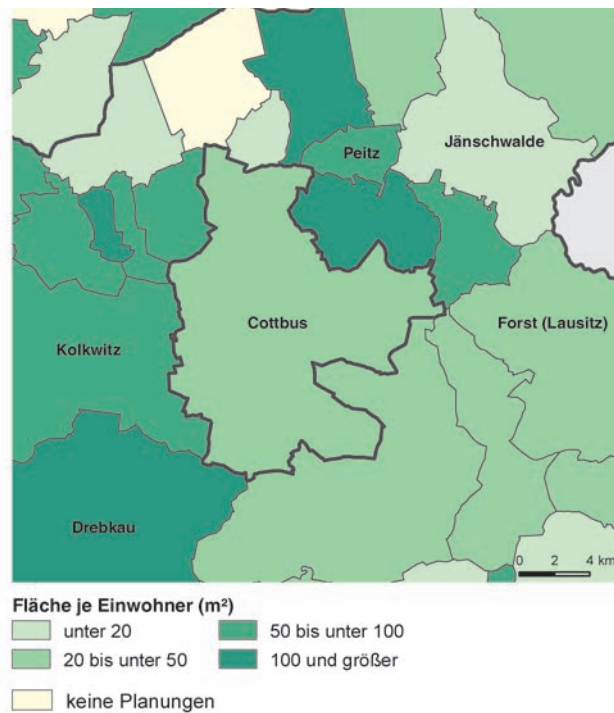 Peitz
Jänschwalde
Cottbus
Forst (Lausitz)
Kolkwitz
Drebkau
0 2 4 km
Fläche je Einwohner (m²)
unter 20
50 bis unter 100
20 bis unter 50
100 und größer
keine Planungen